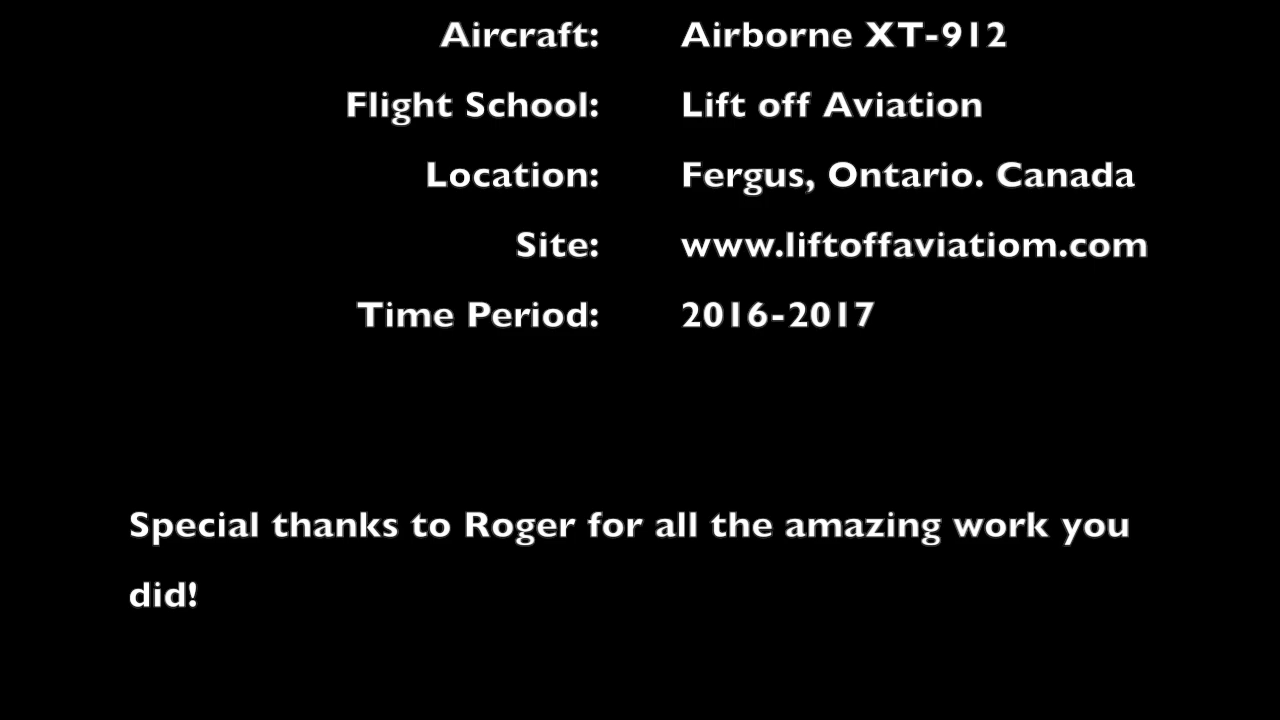 Aircraft: Airborne XT-912
Flight School: Lift off Aviation
Location: Fergus, Ontario. Canada
Site: www.liftoffaviatiom.com
Time Period: 2016-2017
Special thanks to Roger for all the amazing work you
did!